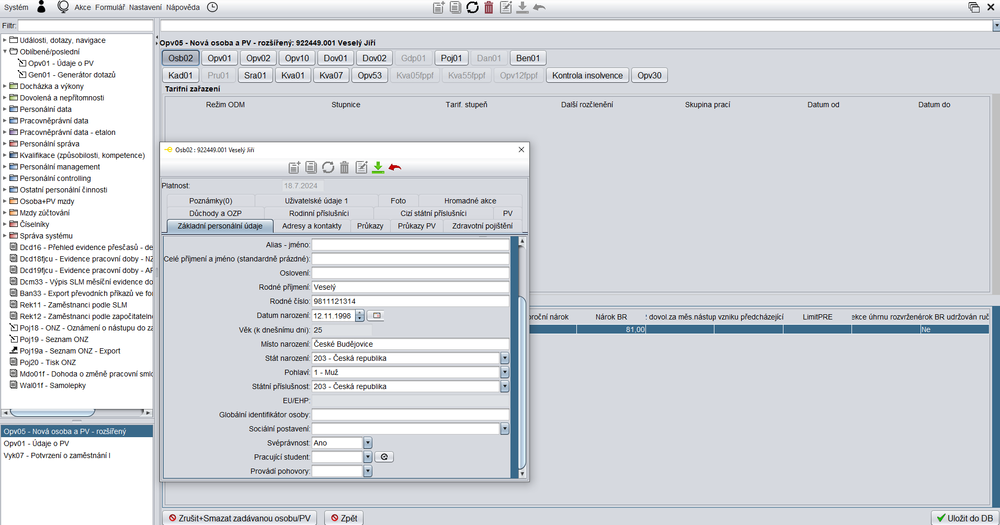 Systém Akce Formulář Nastavení Nápověda
Filtr:
Události, dotazy, navigace
Oblíbené/poslední
Opv01 - Údaje o PV
Gen01 - Generátor dotazů
Docházka a výkony
Dovolená a nepřítomnosti
Personální data
Pracovněprávní data
Pracovněprávní data - etalon
Personální správa
Kvalifikace (způsobilosti, kompetence)
Personální management
Personální controlling
Ostatní personální činnosti
Osoba+PV mzdy
Mzdy zúčtování
Číselníky
Správa systému
Dcd16 - Přehled evidence přesčasů - de
Dcd18fjcu - Evidence pracovní doby - NZ
Dcd19fjcu - Evidence pracovní doby - AF
Dcm33 - Výpis SLM měsíční evidence do
Ban33 - Export převodních příkazů ve for
Rek11 - Zaměstnanci podle SLM
Rek12 - Zaměstnanci podle započitatelno
Poj18 - ONZ - Oznámení o nástupu do za
Poj19 - Seznam ONZ
Poj19a - Seznam ONZ - Export
Poj20 - Tisk ONZ
Mdo01f - Dohoda o změně pracovní smlo
Wal01f - Samolepky
Opv05 - Nová osoba a PV - rozšířený
Opv01 - Údaje o PV
Vyk07 - Potvrzení o zaměstnání I
Opv05 - Nová osoba a PV - rozšířený: 922449.001 Veselý Jiří
Osb02 Opv01 Opv02 Opv10 Dov01 Dov02 Gdp01 Poj01 Dan01 Ben01
Kad01 Pru01 Sra01 Kva01 Kva07 Opv53 Kva05fppf Kva55fppf Opv12fppf Kontrola insolvence Opv30
Tarifní zařazení
Režim ODM Stupnice Tarif. stupeň Další rozčlenění Skupina prací Datum od Datum do
Osb02 : 922449.001 Veselý Jiří
Platnost: 18.7.2024
Poznámky(0) Uživatelské údaje 1 Foto Hromadné akce
Důchody a OZP Rodinní příslušníci Cizí státní příslušníci PV
Základní personální údaje Adresy a kontakty Průkazy Průkazy PV Zdravotní pojištění
Alias - jméno:
Celé příjmení a jméno (standardně prázdné):
Oslovení:
Rodné příjmení: Veselý
Rodné číslo: 9811121314
Datum narození: 12.11.1998
Věk (k dnešnímu dni): 25
Místo narození: České Budějovice
Stát narození: 203 - Česká republika
Pohlaví: 1 - Muž
Státní příslušnost: 203 - Česká republika
EU/EHP:
Globální identifikátor osoby:
Sociální postavení:
Svéprávnost: Ano
Pracující student:
Provádí pohovory:
oroční nárok Nárok BR dovol.za měs.nástup vzniku předcházející LimitPRE ekce úhrnu rozvržené rok BR udržován ruč
81,00 Ne
Zrušit+Smazat zadávanou osobu/PV Zpět Uložit do DB